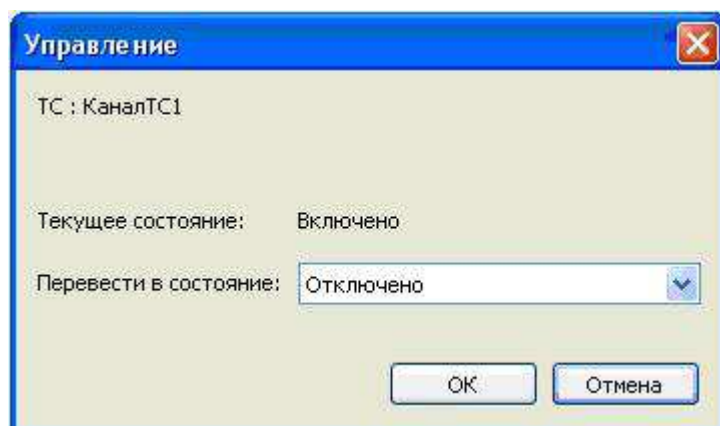 Управление
ТС : КаналТС1
Текущее состояние: Включено
Перевести в состояние: Отключено
ОК Отмена